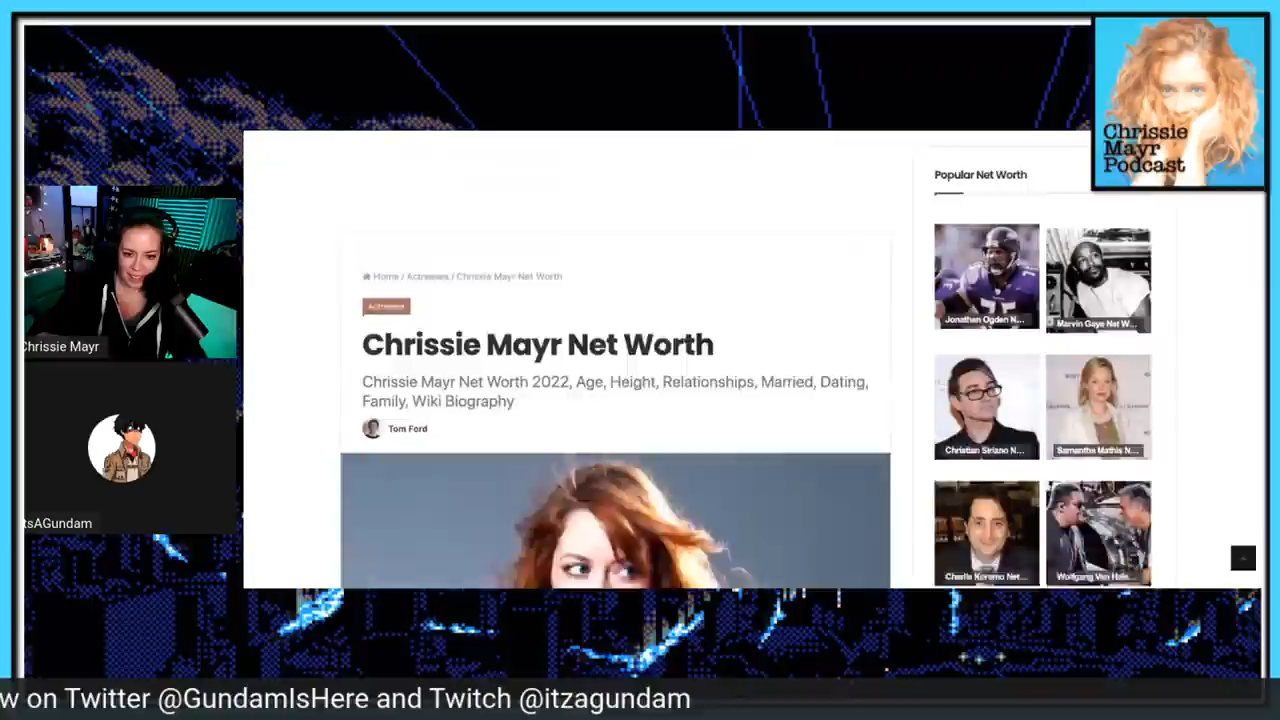 Chrissie
Mayr
Podcast
Popular Net Worth
Jonathan Ogden N...
Marvin Gaye Net W...
Home / Actresses / Chrissie Mayr Net Worth
Actresses
Chrissie Mayr Net Worth
Chrissie Mayr Net Worth 2022, Age, Height, Relationships, Married, Dating,
Family, Wiki Biography
Tom Ford
Chrissie Mayr
Christian Siriano N...
Samantha Mathis N...
tsAGundam
Charlie Korsmo Net...
Wolfgang Van Hale...
w on Twitter @GundamIsHere and Twitch @itzagundam